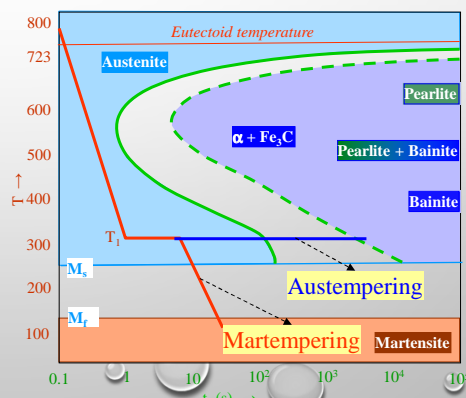 800
Eutectoid temperature
723
Austenite
Pearlite
600
α + Fe₃C
500
Pearlite + Bainite
T →
400
Bainite
300
T₁
Mₛ
Austempering
200
M_f
100
Martempering
Martensite
0.1
1
10
10²
10³
10⁴